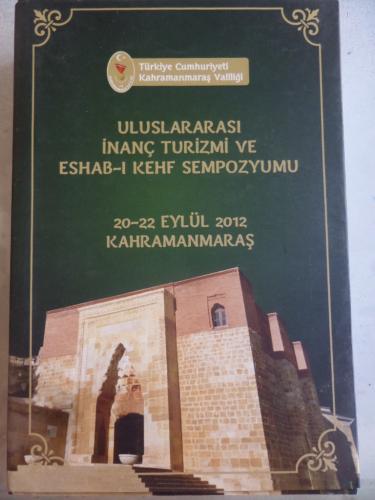 Türkiye Cumhuriyeti
Kahramanmaraş Valiliği
ULUSLARARASI
İNANÇ TURİZMİ VE
ESHAB-I KEHF SEMPOZYUMU
20-22 EYLÜL 2012
KAHRAMANMARAŞ